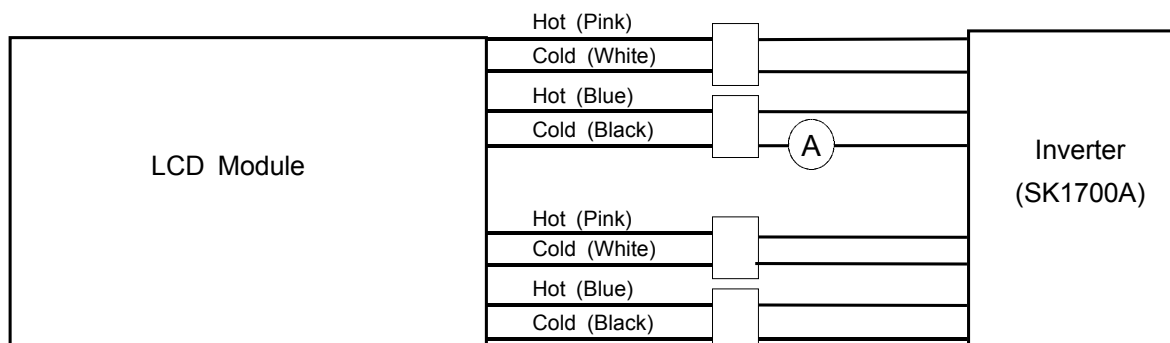 Hot (Pink)
Cold (White)
Hot (Blue)
Cold (Black)
A
LCD Module
Inverter
(SK1700A)
Hot (Pink)
Cold (White)
Hot (Blue)
Cold (Black)